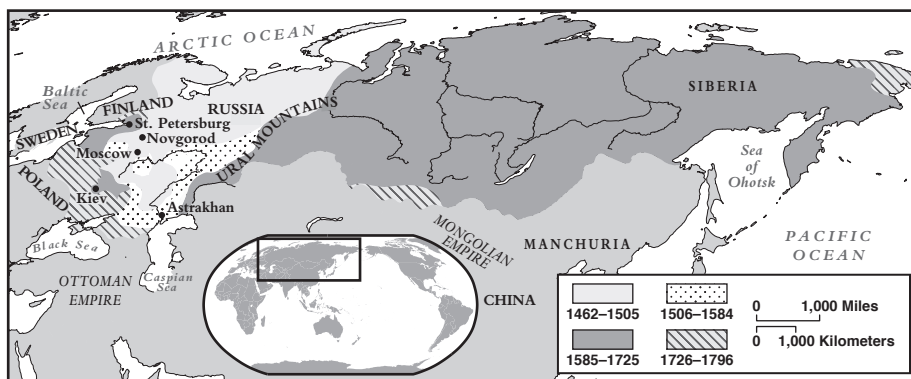 ARCTIC OCEAN
Baltic
Sea
FINLAND
RUSSIA
SIBERIA
St. Petersburg
SWEDEN
Novgorod
Moscow
URAL MOUNTAINS
Sea
of
Ohotsk
POLAND
Kiev
Astrakhan
Black Sea
MONGOLIAN
EMPIRE
MANCHURIA
PACIFIC
OCEAN
OTTOMAN
EMPIRE
Caspian
Sea
CHINA
1462–1505
1506–1584
0 1,000 Miles
0 1,000 Kilometers
1585–1725
1726–1796